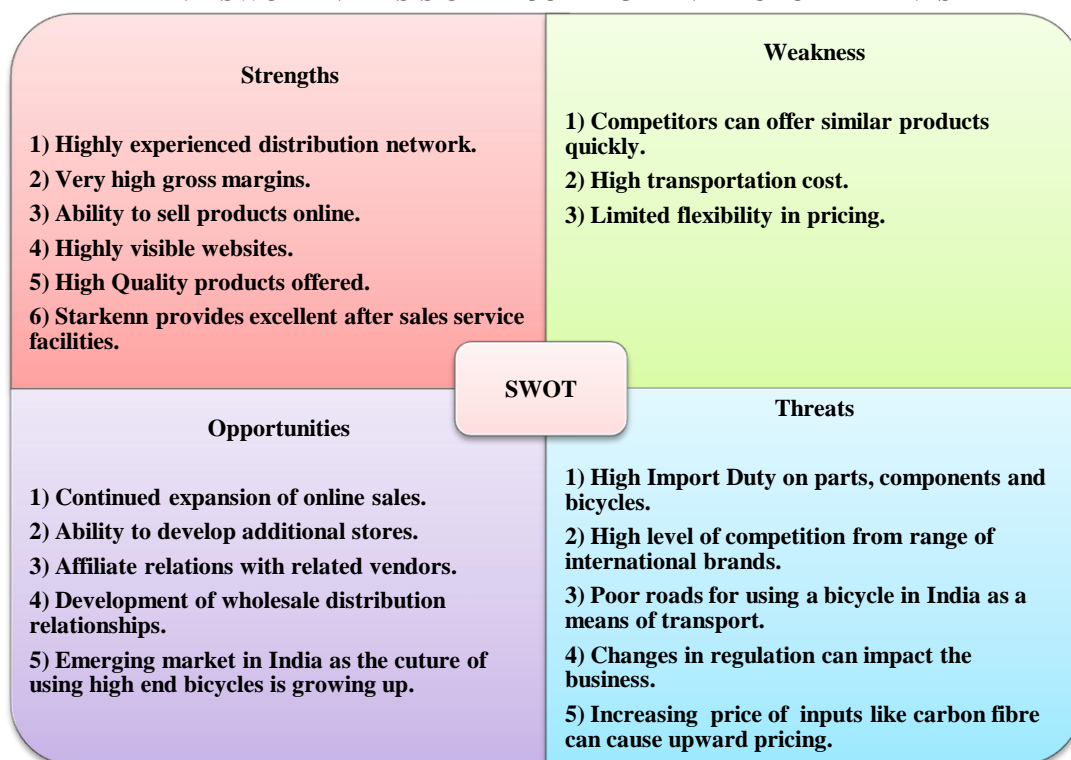 Strengths
1) Highly experienced distribution network.
2) Very high gross margins.
3) Ability to sell products online.
4) Highly visible websites.
5) High Quality products offered.
6) Starkenn provides excellent after sales service
facilities.
Weakness
1) Competitors can offer similar products
quickly.
2) High transportation cost.
3) Limited flexibility in pricing.
SWOT
Opportunities
1) Continued expansion of online sales.
2) Ability to develop additional stores.
3) Affiliate relations with related vendors.
4) Development of wholesale distribution
relationships.
5) Emerging market in India as the cuture of
using high end bicycles is growing up.
Threats
1) High Import Duty on parts, components and
bicycles.
2) High level of competition from range of
international brands.
3) Poor roads for using a bicycle in India as a
means of transport.
4) Changes in regulation can impact the
business.
5) Increasing price of inputs like carbon fibre
can cause upward pricing.